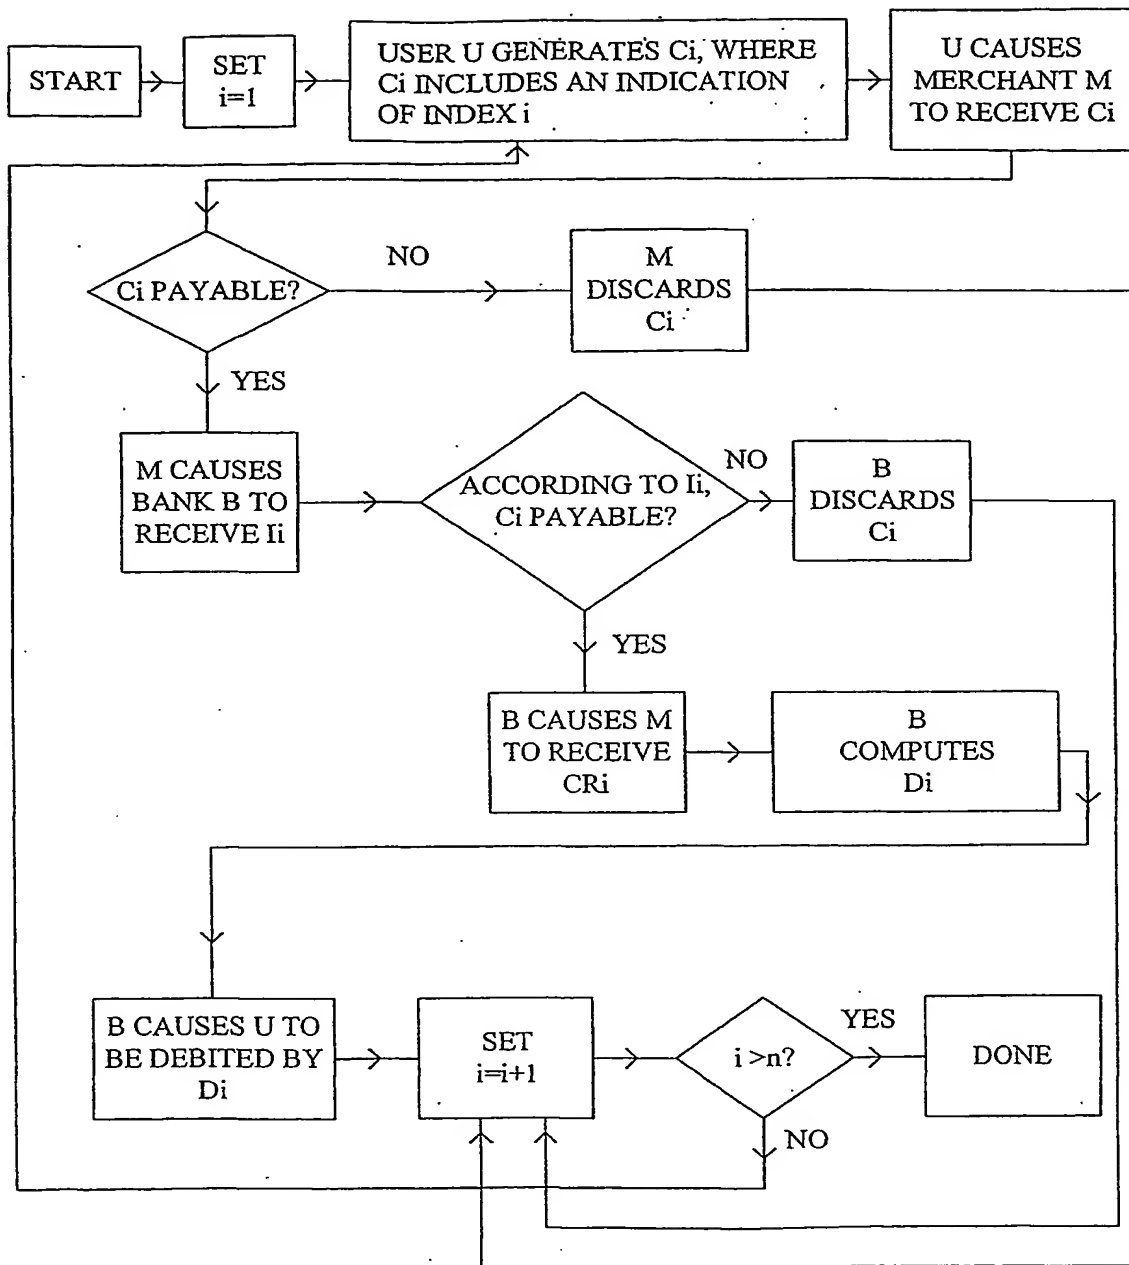 START
SET
i=1
USER U GENERATES Ci, WHERE
Ci INCLUDES AN INDICATION
OF INDEX i
U CAUSES
MERCHANT M
TO RECEIVE Ci
Ci PAYABLE?
NO
M
DISCARDS
Ci
YES
M CAUSES
BANK B TO
RECEIVE Ii
ACCORDING TO Ii,
Ci PAYABLE?
NO
B
DISCARDS
Ci
YES
B CAUSES M
TO RECEIVE
CRi
B
COMPUTES
Di
B CAUSES U TO
BE DEBITED BY
Di
SET
i=i+1
i >n?
YES
DONE
NO